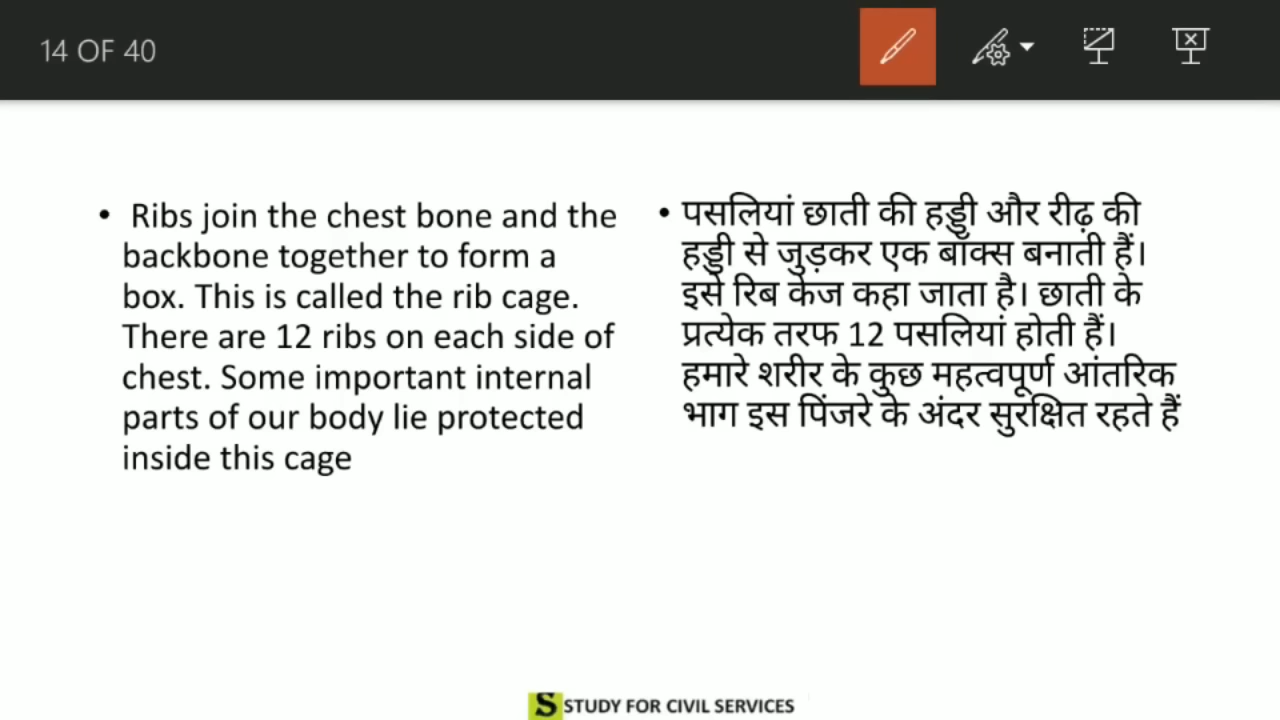 14 OF 40
• Ribs join the chest bone and the
backbone together to form a
box. This is called the rib cage.
There are 12 ribs on each side of
chest. Some important internal
parts of our body lie protected
inside this cage
• पसलियां छाती की हड्डी और रीढ़ की
हड्डी से जुड़कर एक बॉक्स बनाती हैं।
इसे रिब केज कहा जाता है। छाती के
प्रत्येक तरफ 12 पसलियां होती हैं।
हमारे शरीर के कुछ महत्वपूर्ण आंतरिक
भाग इस पिंजरे के अंदर सुरक्षित रहते हैं
S STUDY FOR CIVIL SERVICES